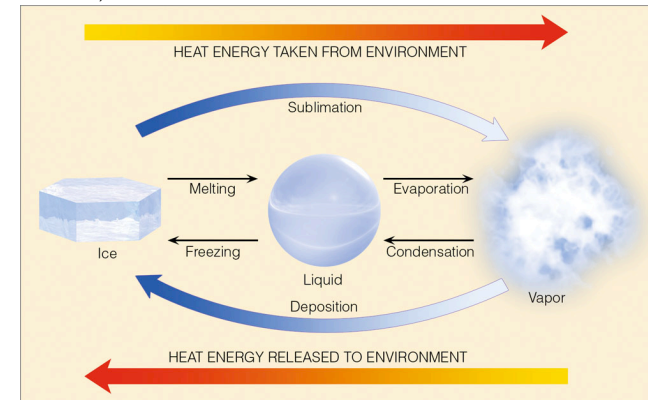 HEAT ENERGY TAKEN FROM ENVIRONMENT
Sublimation
Melting
Evaporation
Ice
Freezing
Liquid
Condensation
Vapor
Deposition
HEAT ENERGY RELEASED TO ENVIRONMENT